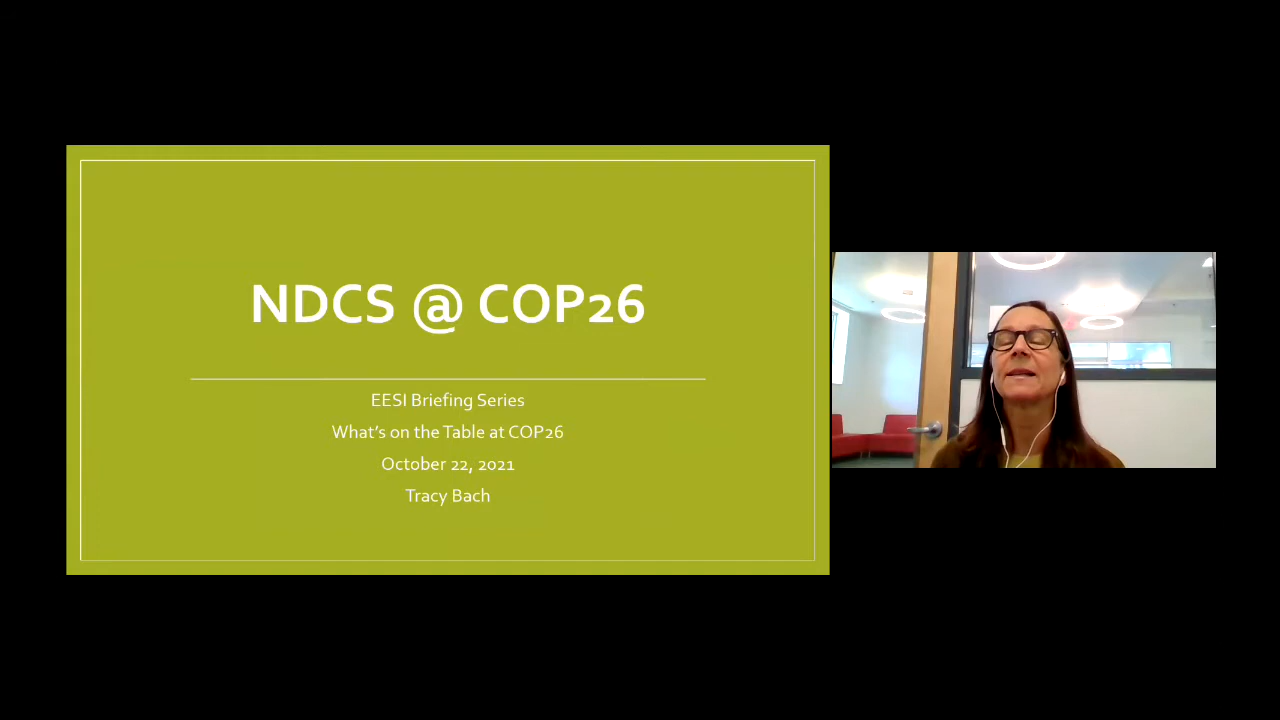 NDCS @ COP26
EESI Briefing Series
What's on the Table at COP26
October 22, 2021
Tracy Bach